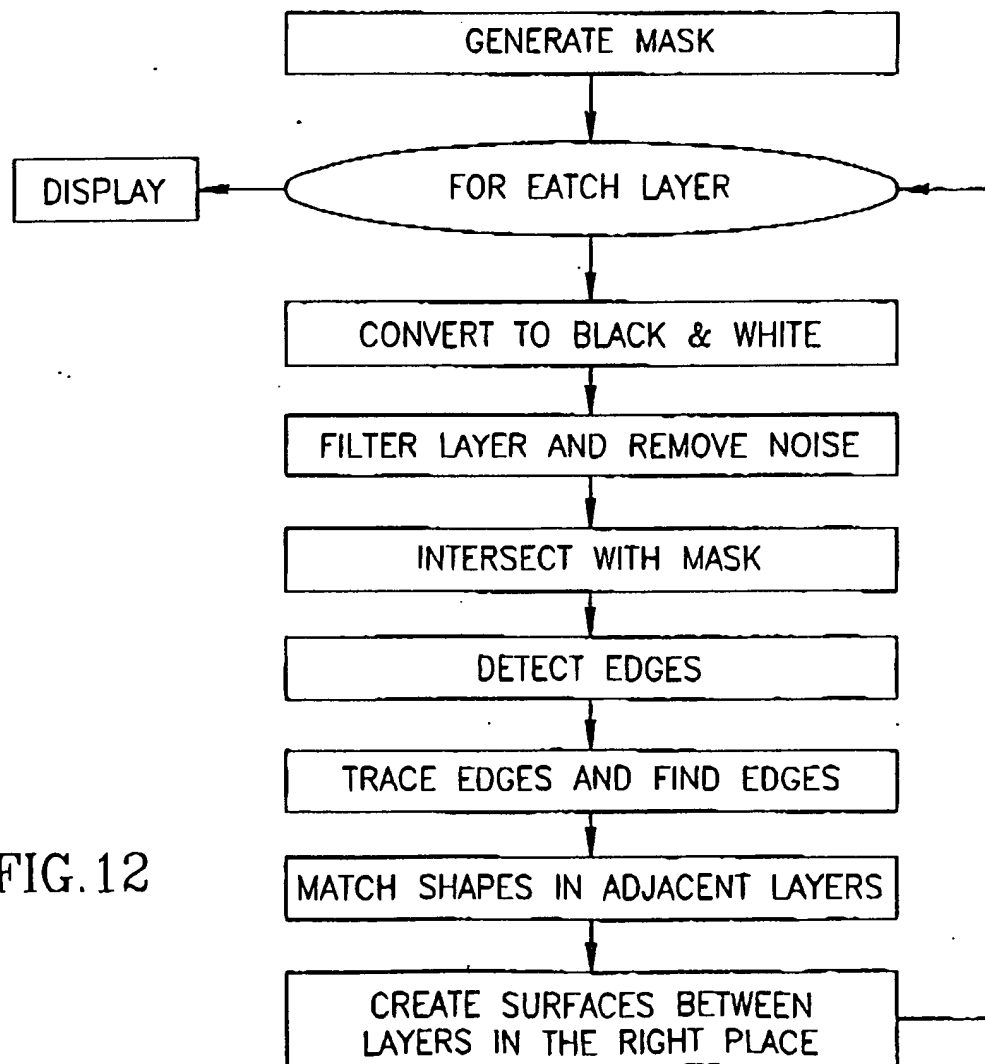 GENERATE MASK
DISPLAY
FOR EATCH LAYER
CONVERT TO BLACK & WHITE
FILTER LAYER AND REMOVE NOISE
INTERSECT WITH MASK
DETECT EDGES
TRACE EDGES AND FIND EDGES
FIG.12
MATCH SHAPES IN ADJACENT LAYERS
CREATE SURFACES BETWEEN
LAYERS IN THE RIGHT PLACE